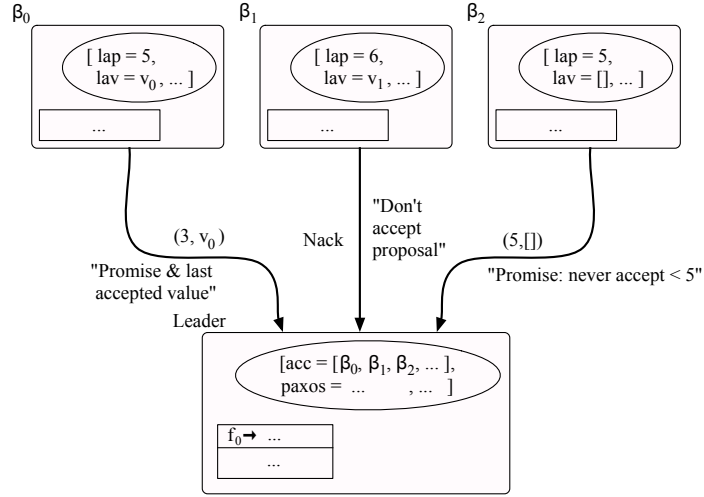 β0
β1
β2
[ lap = 5,
lav = v0 , ... ]
[ lap = 6,
lav = v1 , ... ]
[ lap = 5,
lav = [], ... ]
...
...
...
(3, v0 )
Nack
"Don't
accept
proposal"
(5,[])
"Promise & last
accepted value"
"Promise: never accept < 5"
Leader
[acc = [β0, β1, β2, ... ],
paxos = ... , ... ]
f0→ ...
...